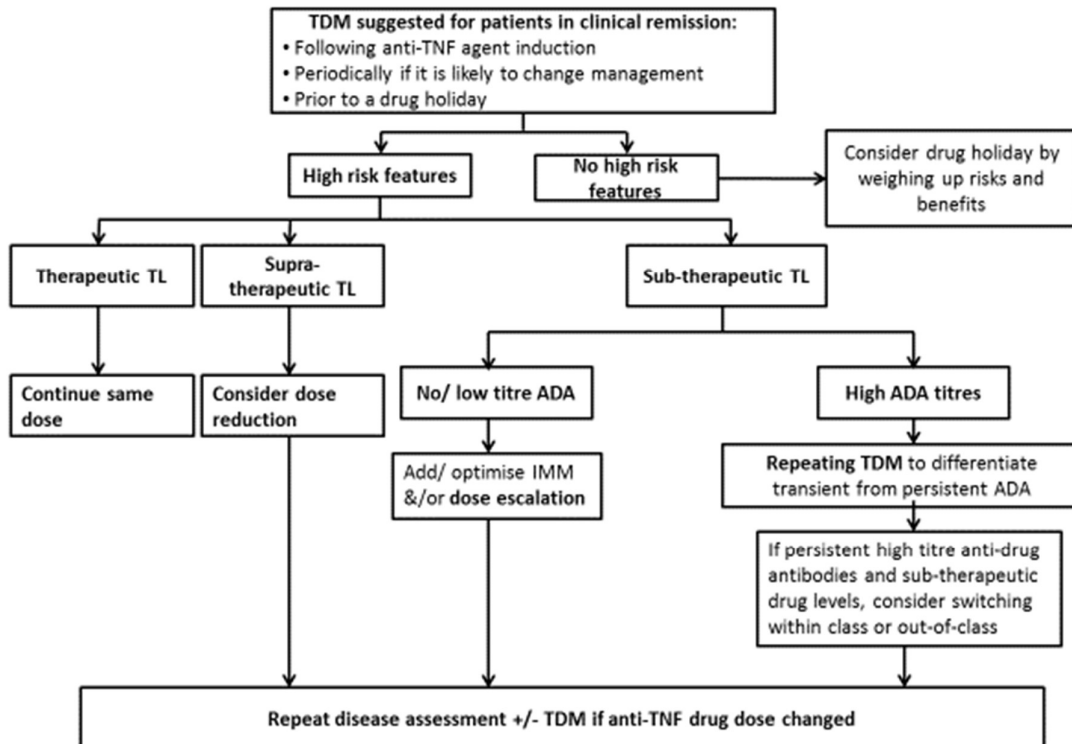 TDM suggested for patients in clinical remission:
• Following anti-TNF agent induction
• Periodically if it is likely to change management
• Prior to a drug holiday
High risk features
No high risk
features
Consider drug holiday by
weighing up risks and
benefits
Therapeutic TL
Supra-
therapeutic TL
Sub-therapeutic TL
Continue same
dose
Consider dose
reduction
No/ low titre ADA
High ADA titres
Add/ optimise IMM
&/or dose escalation
Repeating TDM to differentiate
transient from persistent ADA
If persistent high titre anti-drug
antibodies and sub-therapeutic
drug levels, consider switching
within class or out-of-class
Repeat disease assessment +/- TDM if anti-TNF drug dose changed